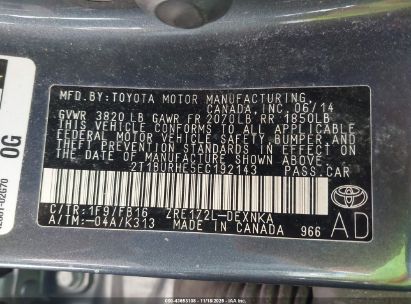 MFD.BY:TOYOTA MOTOR MANUFACTURING,
CANADA, INC. 06/14
GVWR 3820 LB GAWR FR 2070LB RR 1850LB
THIS VEHICLE CONFORMS TO ALL APPLICABLE
FEDERAL MOTOR VEHICLE SAFETY, BUMPER, AND
THEFT PREVENTION STANDARDS IN EFFECT ON
THE DATE OF MANUFACTURE SHOWN ABOVE.
2T1BURHE5EC192143 PASS.CAR
C/TR:1F9/FB16 ZRE172L-DEXNKA
A/TM:-04A/K313 MADE IN CANADA 966
AD
0G